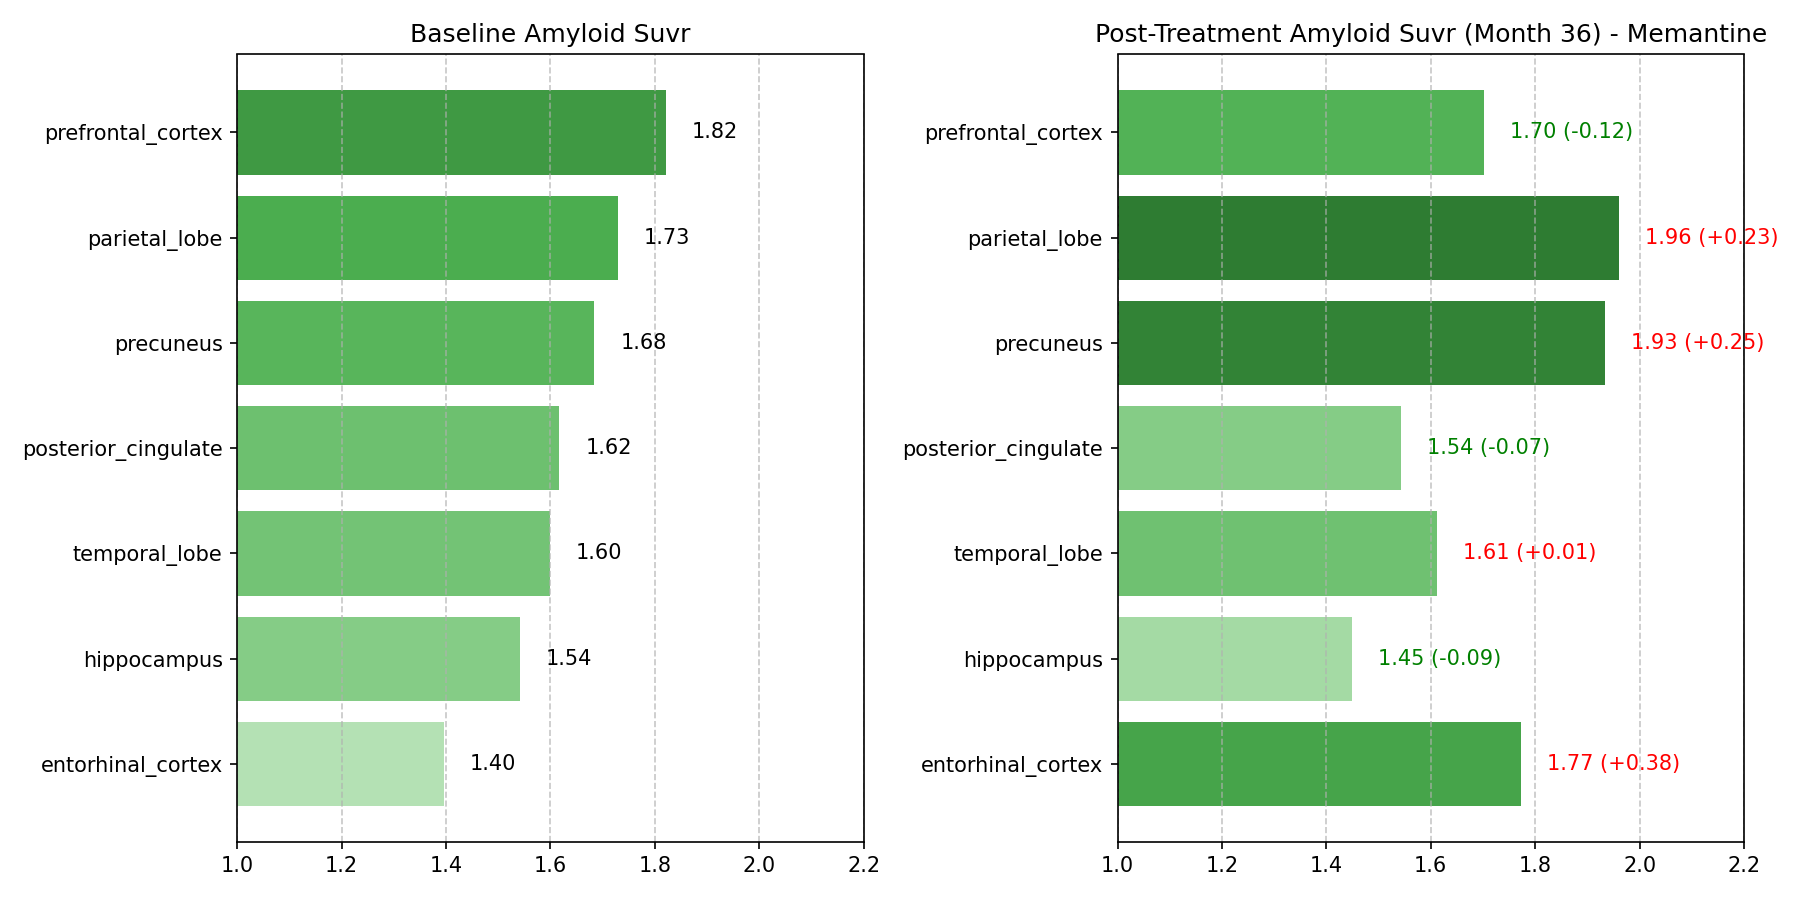 Baseline Amyloid Suvr
prefrontal_cortex
1.82
parietal_lobe
1.73
precuneus
1.68
posterior_cingulate
1.62
temporal_lobe
1.60
hippocampus
1.54
entorhinal_cortex
1.40
1.0 1.2 1.4 1.6 1.8 2.0 2.2
Post-Treatment Amyloid Suvr (Month 36) - Memantine
prefrontal_cortex
1.70 (-0.12)
parietal_lobe
1.96 (+0.23)
precuneus
1.93 (+0.25)
posterior_cingulate
1.54 (-0.07)
temporal_lobe
1.61 (+0.01)
hippocampus
1.45 (-0.09)
entorhinal_cortex
1.77 (+0.38)
1.0 1.2 1.4 1.6 1.8 2.0 2.2